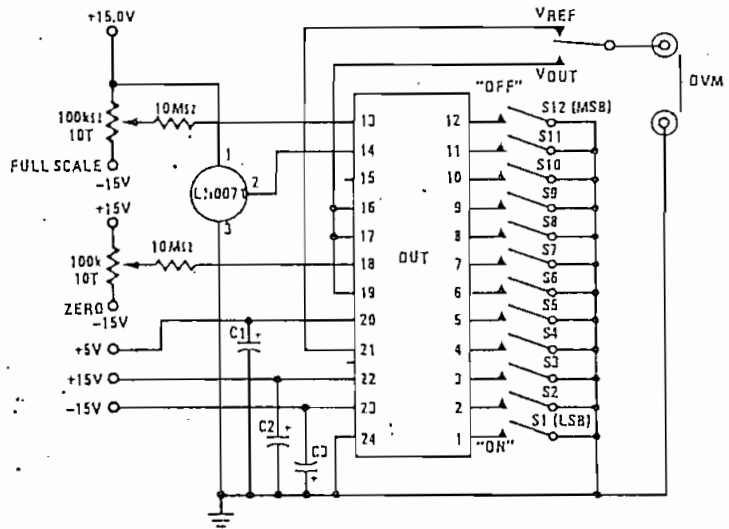 +15.0V
VREF
VOUT
DVM
"OFF"
100kΩ
10T
10MΩ
FULL SCALE
-15V
1
2
3
+15V
100k
10T
10MΩ
ZERO
-15V
+5V
+15V
-15V
C1
+
C2
+
C3
+
13
14
15
16
17
18
19
20
21
22
23
24
DUT
12
11
10
9
8
7
6
5
4
3
2
1
S12 (MSB)
S11
S10
S9
S8
S7
S6
S5
S4
S3
S2
S1 (LSB)
"ON"